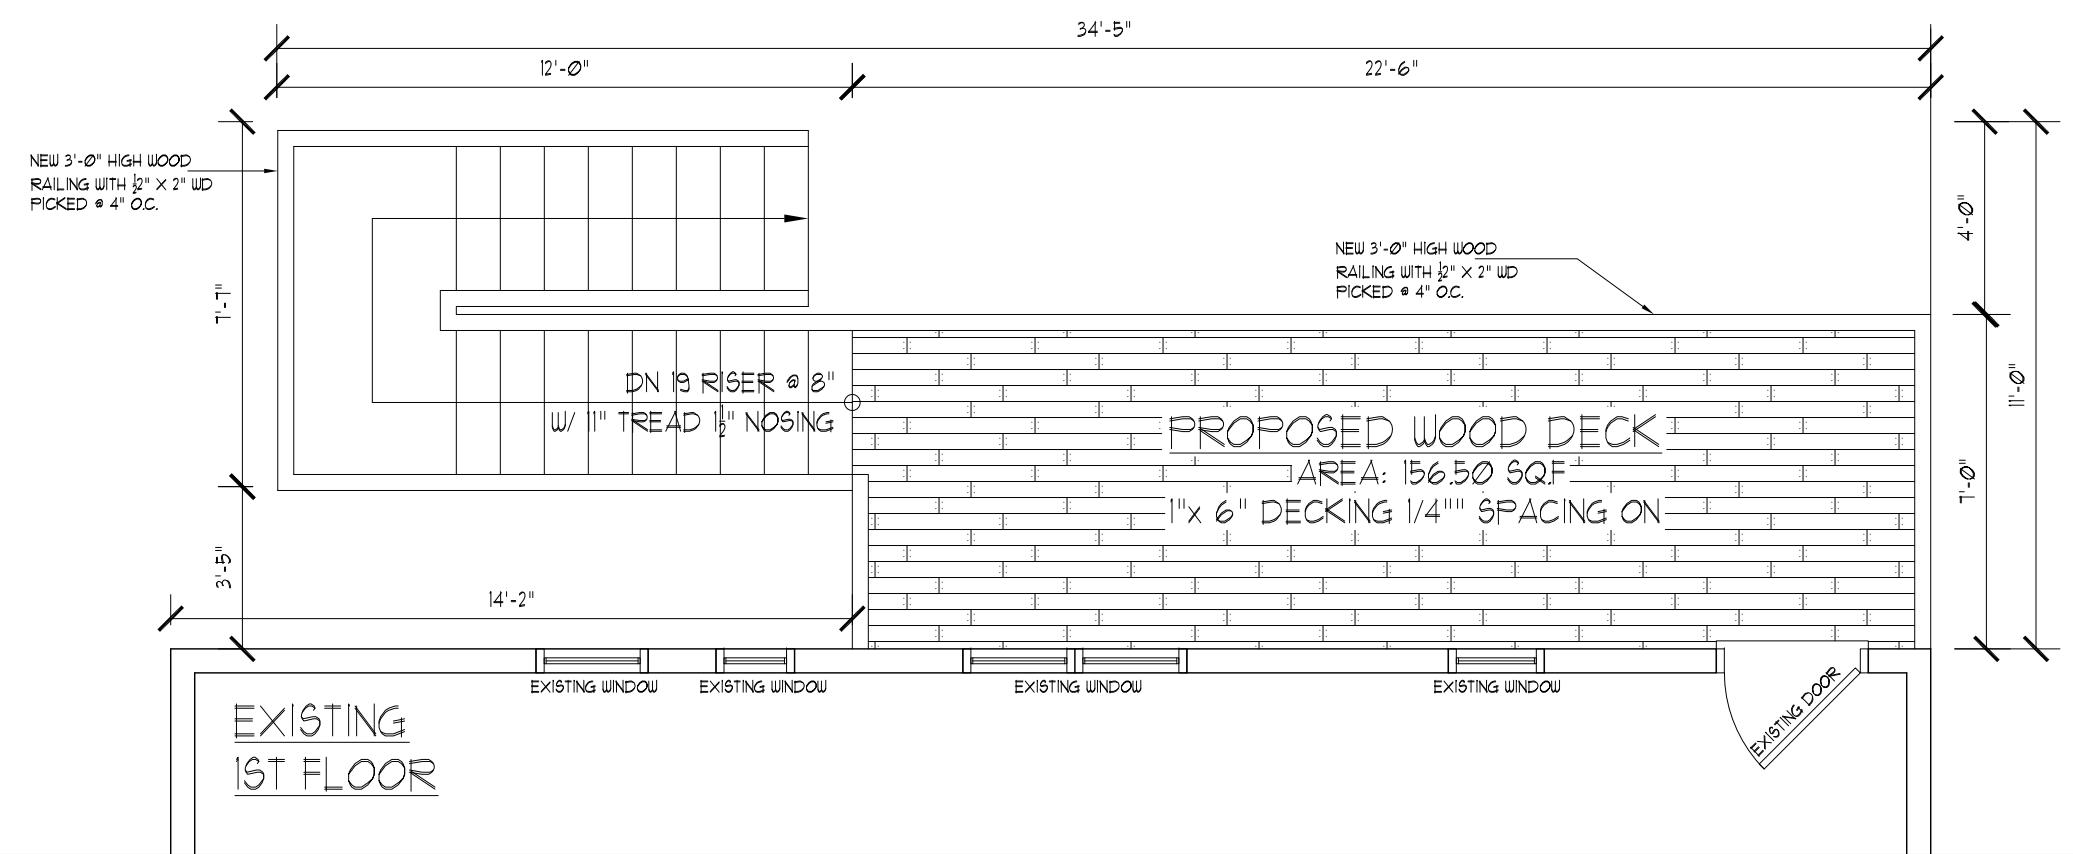 34'-5"
12'-0"
22'-6"
NEW 3'-0" HIGH WOOD
RAILING WITH ½" X 2" WD
PICKED @ 4" O.C.
7'-7"
3'-5"
14'-2"
DN 19 RISER @ 8"
W/ 11" TREAD 1½" NOSING
NEW 3'-0" HIGH WOOD
RAILING WITH ½" X 2" WD
PICKED @ 4" O.C.
4'-0"
11'-0"
7'-0"
PROPOSED WOOD DECK
AREA: 156.50 SQ.F
1"x 6" DECKING 1/4"" SPACING ON
EXISTING WINDOW
EXISTING WINDOW
EXISTING WINDOW
EXISTING WINDOW
EXISTING DOOR
EXISTING
1ST FLOOR